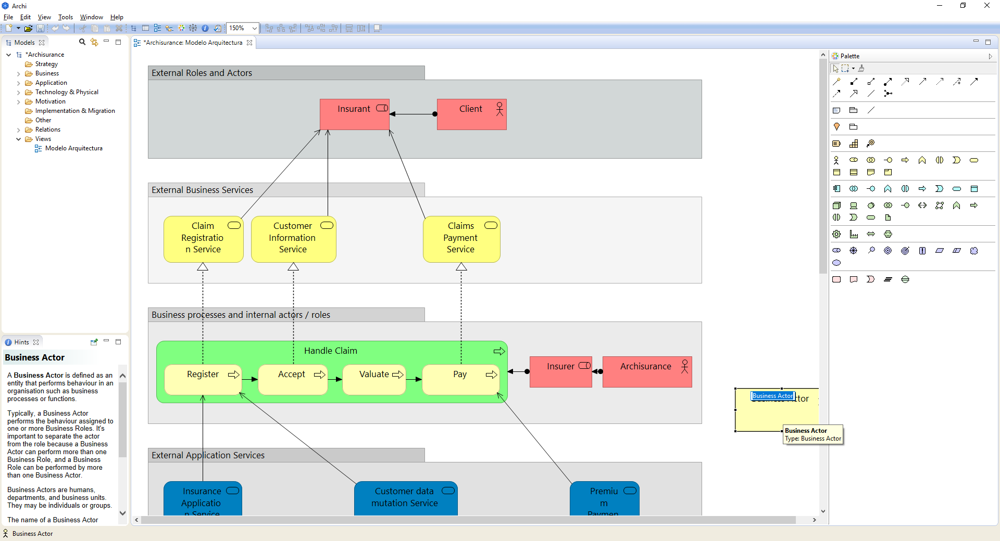 Archi
File Edit View Tools Window Help
150%
Models
*Archisurance
Strategy
Business
Application
Technology & Physical
Motivation
Implementation & Migration
Other
Relations
Views
Modelo Arquitectura
Hints
Business Actor
A Business Actor is defined as an
entity that performs behaviour in an
organisation such as business
processes or functions.
Typically, a Business Actor
performs the behaviour assigned to
one or more Business Roles. It's
important to separate the actor
from the role because a Business
Actor can perform more than one
Business Role, and a Business
Role can be performed by more
than one Business Actor.
Business Actors are humans,
departments, and business units.
They may be individuals or groups.
The name of a Business Actor
*Archisurance: Modelo Arquitectura
External Roles and Actors
Insurant
Client
External Business Services
Claim
Registratio
n Service
Customer
Information
Service
Claims
Payment
Service
Business processes and internal actors / roles
Handle Claim
Register
Accept
Valuate
Pay
Insurer
Archisurance
Business Actor
Business Actor
Type: Business Actor
External Application Services
Insurance
Applicatio
n Service
Customer data
mutation Service
Premiu
m
Paymen
Palette
Business Actor